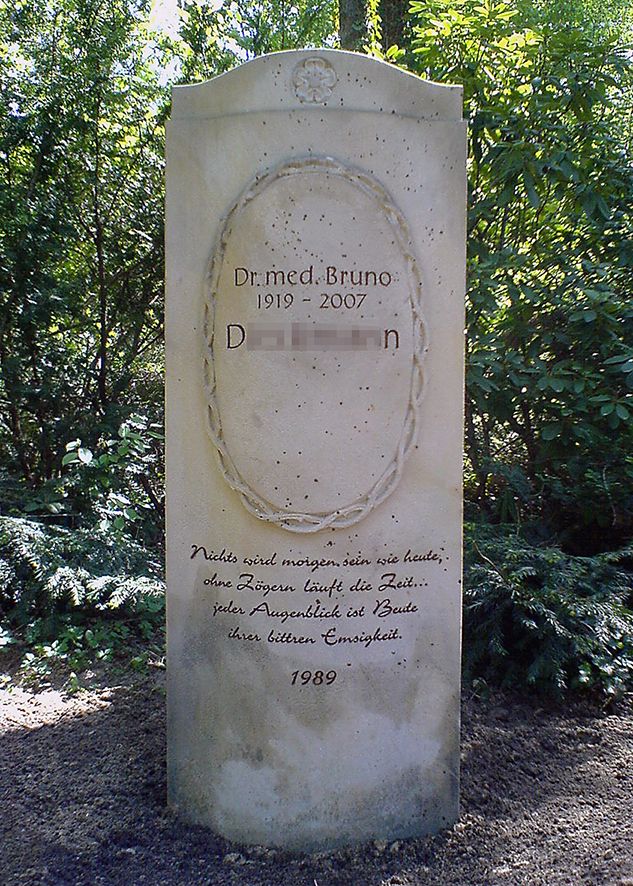 Dr. med. Bruno
1919 - 2007
Nichts wird morgen sein wie heute,
ohne Zögern läuft die Zeit...
jeder Augenblick ist Beute
ihrer bittren Emsigkeit.
1989